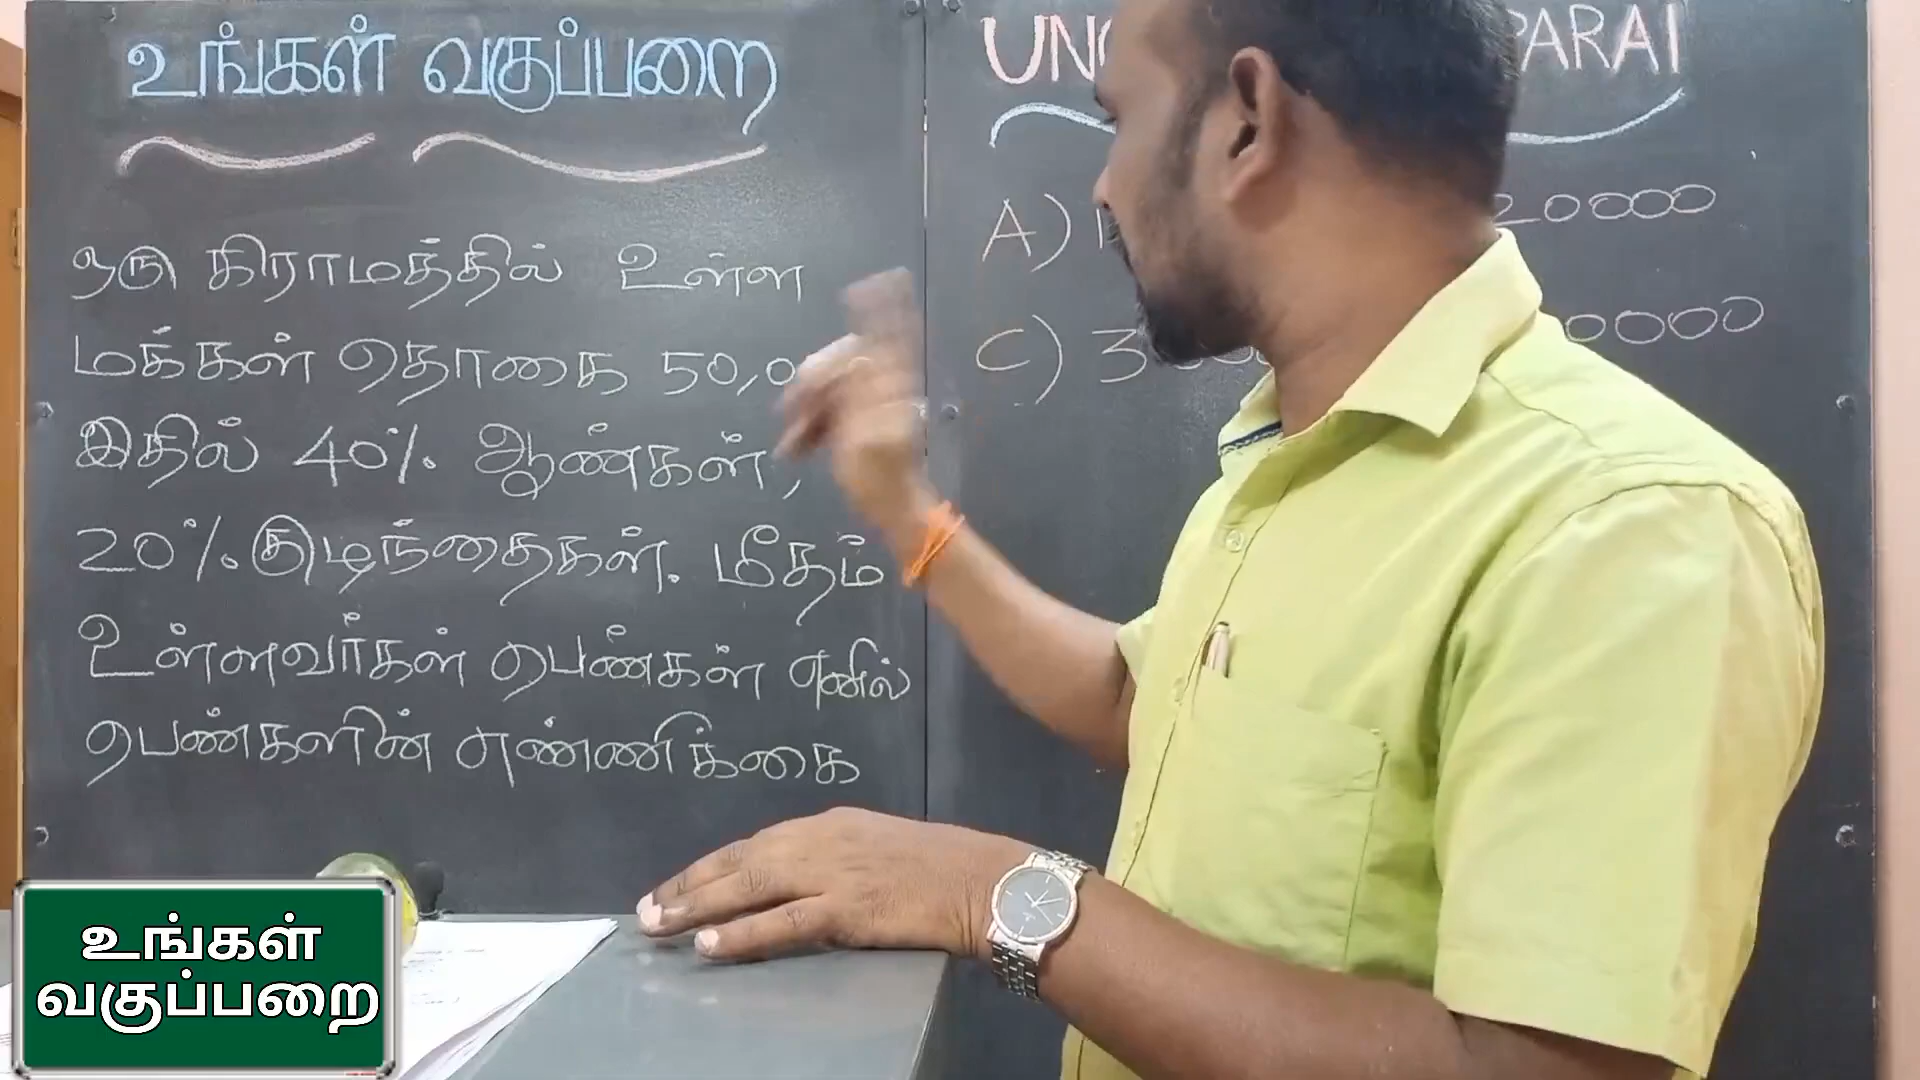 உங்கள் வகுப்பறை
ஒரு கிராமத்தில் உள்ள
மக்கள் தொகை 50,0
இதில் 40% ஆண்கள்,
20% குழந்தைகள். மீதம்
உள்ளவர்கள் பெண்கள் எனில்
பெண்களின் எண்ணிக்கை
UN PARAI
A) 1 20000
C) 3 0000
உங்கள்
வகுப்பறை